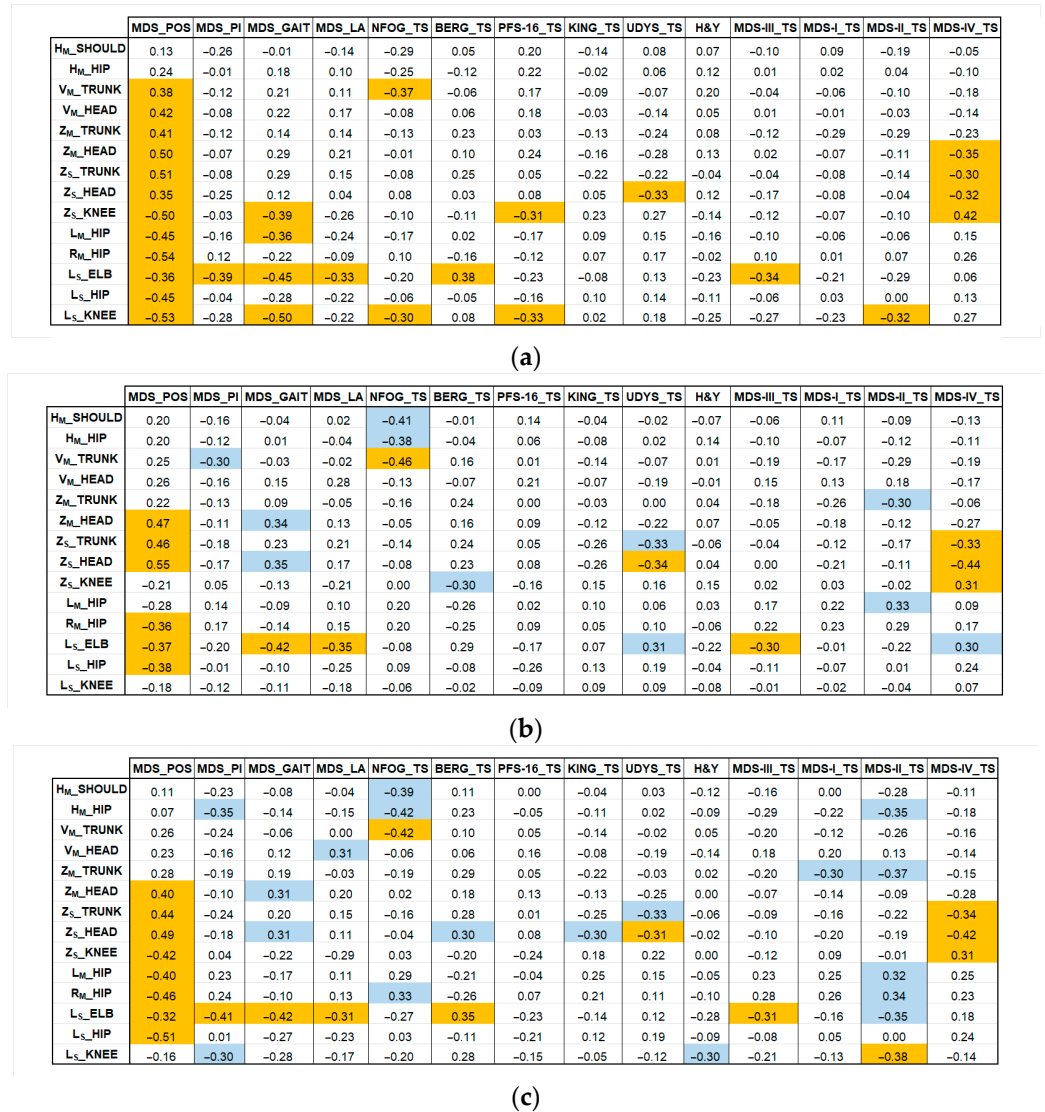 MDS_POS MDS_PI MDS_GAIT MDS_LA NFOG_TS BERG_TS PFS-16_TS KING_TS UDYS_TS H&Y MDS-III_TS MDS-I_TS MDS-II_TS MDS-IV_TS
HM_SHOULD 0.13 −0.26 −0.01 −0.14 −0.29 0.05 0.20 −0.14 0.08 0.07 −0.10 0.09 −0.19 −0.05
HM_HIP 0.24 −0.01 0.18 0.10 −0.25 −0.12 0.22 −0.02 0.06 0.12 0.01 0.02 0.04 −0.10
VM_TRUNK 0.38 −0.12 0.21 0.11 −0.37 −0.06 0.17 −0.09 −0.07 0.20 −0.04 −0.06 −0.10 −0.18
VM_HEAD 0.42 −0.08 0.22 0.17 −0.08 0.06 0.18 −0.03 −0.14 0.05 0.01 −0.01 −0.03 −0.14
ZM_TRUNK 0.41 −0.12 0.14 0.14 −0.13 0.23 0.03 −0.13 −0.24 0.08 −0.12 −0.29 −0.29 −0.23
ZM_HEAD 0.50 −0.07 0.29 0.21 −0.01 0.10 0.24 −0.16 −0.28 0.13 0.02 −0.07 −0.11 −0.35
ZS_TRUNK 0.51 −0.08 0.29 0.15 −0.08 0.25 0.05 −0.22 −0.22 −0.04 −0.04 −0.08 −0.14 −0.30
ZS_HEAD 0.35 −0.25 0.12 0.04 0.08 0.03 0.08 0.05 −0.33 0.12 −0.17 −0.08 −0.04 −0.32
ZS_KNEE −0.50 −0.03 −0.39 −0.26 −0.10 −0.11 −0.31 0.23 0.27 −0.14 −0.12 −0.07 −0.10 0.42
LM_HIP −0.45 −0.16 −0.36 −0.24 −0.17 0.02 −0.17 0.09 0.15 −0.16 −0.10 −0.06 −0.06 0.15
RM_HIP −0.54 0.12 −0.22 −0.09 0.10 −0.16 −0.12 0.07 0.17 −0.02 0.10 0.01 0.07 0.26
LS_ELB −0.36 −0.39 −0.45 −0.33 −0.20 0.38 −0.23 −0.08 0.13 −0.23 −0.34 −0.21 −0.29 0.06
LS_HIP −0.45 −0.04 −0.28 −0.22 −0.06 −0.05 −0.16 0.10 0.14 −0.11 −0.06 0.03 0.00 0.13
LS_KNEE −0.53 −0.28 −0.50 −0.22 −0.30 0.08 −0.33 0.02 0.18 −0.25 −0.27 −0.23 −0.32 0.27
(a)
MDS_POS MDS_PI MDS_GAIT MDS_LA NFOG_TS BERG_TS PFS-16_TS KING_TS UDYS_TS H&Y MDS-III_TS MDS-I_TS MDS-II_TS MDS-IV_TS
HM_SHOULD 0.20 −0.16 −0.04 0.02 −0.41 −0.01 0.14 −0.04 −0.02 −0.07 −0.06 0.11 −0.09 −0.13
HM_HIP 0.20 −0.12 0.01 −0.04 −0.38 −0.04 0.06 −0.08 0.02 0.14 −0.10 −0.07 −0.12 −0.11
VM_TRUNK 0.25 −0.30 −0.03 −0.02 −0.46 0.16 0.01 −0.14 −0.07 0.01 −0.19 −0.17 −0.29 −0.19
VM_HEAD 0.26 −0.16 0.15 0.28 −0.13 −0.07 0.21 −0.07 −0.19 −0.01 0.15 0.13 0.18 −0.17
ZM_TRUNK 0.22 −0.13 0.09 −0.05 −0.16 0.24 0.00 −0.03 0.00 0.04 −0.18 −0.26 −0.30 −0.06
ZM_HEAD 0.47 −0.11 0.34 0.13 −0.05 0.16 0.09 −0.12 −0.22 0.07 −0.05 −0.18 −0.12 −0.27
ZS_TRUNK 0.46 −0.18 0.23 0.21 −0.14 0.24 0.05 −0.26 −0.33 −0.06 −0.04 −0.12 −0.17 −0.33
ZS_HEAD 0.55 −0.17 0.35 0.17 −0.08 0.23 0.08 −0.26 −0.34 0.04 0.00 −0.21 −0.11 −0.44
ZS_KNEE −0.21 0.05 −0.13 −0.21 0.00 −0.30 −0.16 0.15 0.16 0.15 0.02 0.03 −0.02 0.31
LM_HIP −0.28 0.14 −0.09 0.10 0.20 −0.26 0.02 0.10 0.06 0.03 0.17 0.22 0.33 0.09
RM_HIP −0.36 0.17 −0.14 0.15 0.20 −0.25 0.09 0.05 0.10 −0.06 0.22 0.23 0.29 0.17
LS_ELB −0.37 −0.20 −0.42 −0.35 −0.08 0.29 −0.17 0.07 0.31 −0.22 −0.30 −0.01 −0.22 0.30
LS_HIP −0.38 −0.01 −0.10 −0.25 0.09 −0.08 −0.26 0.13 0.19 −0.04 −0.11 −0.07 0.01 0.24
LS_KNEE −0.18 −0.12 −0.11 −0.18 −0.06 −0.02 −0.09 0.09 0.09 −0.08 −0.01 −0.02 −0.04 0.07
(b)
MDS_POS MDS_PI MDS_GAIT MDS_LA NFOG_TS BERG_TS PFS-16_TS KING_TS UDYS_TS H&Y MDS-III_TS MDS-I_TS MDS-II_TS MDS-IV_TS
HM_SHOULD 0.11 −0.23 −0.08 −0.04 −0.39 0.11 0.00 −0.04 0.03 −0.12 −0.16 0.00 −0.28 −0.11
HM_HIP 0.07 −0.35 −0.14 −0.15 −0.42 0.23 −0.05 −0.11 0.02 −0.09 −0.29 −0.22 −0.35 −0.18
VM_TRUNK 0.26 −0.24 −0.06 0.00 −0.42 0.10 0.05 −0.14 −0.02 0.05 −0.20 −0.12 −0.26 −0.16
VM_HEAD 0.23 −0.16 0.12 0.31 −0.06 0.06 0.16 −0.08 −0.19 −0.14 0.18 0.20 0.13 −0.14
ZM_TRUNK 0.28 −0.19 0.19 −0.03 −0.19 0.29 0.05 −0.22 −0.03 0.02 −0.20 −0.30 −0.37 −0.15
ZM_HEAD 0.40 −0.10 0.31 0.20 0.02 0.18 0.13 −0.13 −0.25 0.00 −0.07 −0.14 −0.09 −0.28
ZS_TRUNK 0.44 −0.24 0.20 0.15 −0.16 0.28 0.01 −0.25 −0.33 −0.06 −0.09 −0.16 −0.22 −0.34
ZS_HEAD 0.49 −0.18 0.31 0.11 −0.04 0.30 0.08 −0.30 −0.31 −0.02 −0.10 −0.20 −0.19 −0.42
ZS_KNEE −0.42 0.04 −0.22 −0.29 0.03 −0.20 −0.24 0.18 0.22 0.00 −0.12 0.09 −0.01 0.31
LM_HIP −0.40 0.23 −0.17 0.11 0.29 −0.21 −0.04 0.25 0.15 −0.05 0.23 0.25 0.32 0.25
RM_HIP −0.46 0.24 −0.10 0.13 0.33 −0.26 0.07 0.21 0.11 −0.10 0.28 0.26 0.34 0.23
LS_ELB −0.32 −0.41 −0.42 −0.31 −0.27 0.35 −0.23 −0.14 0.12 −0.28 −0.31 −0.16 −0.35 0.18
LS_HIP −0.51 0.01 −0.27 −0.23 0.03 −0.11 −0.21 0.12 0.19 −0.09 −0.08 0.05 0.00 0.24
LS_KNEE −0.16 −0.30 −0.28 −0.17 −0.20 0.28 −0.15 −0.05 −0.12 −0.30 −0.21 −0.13 −0.38 −0.14
(c)